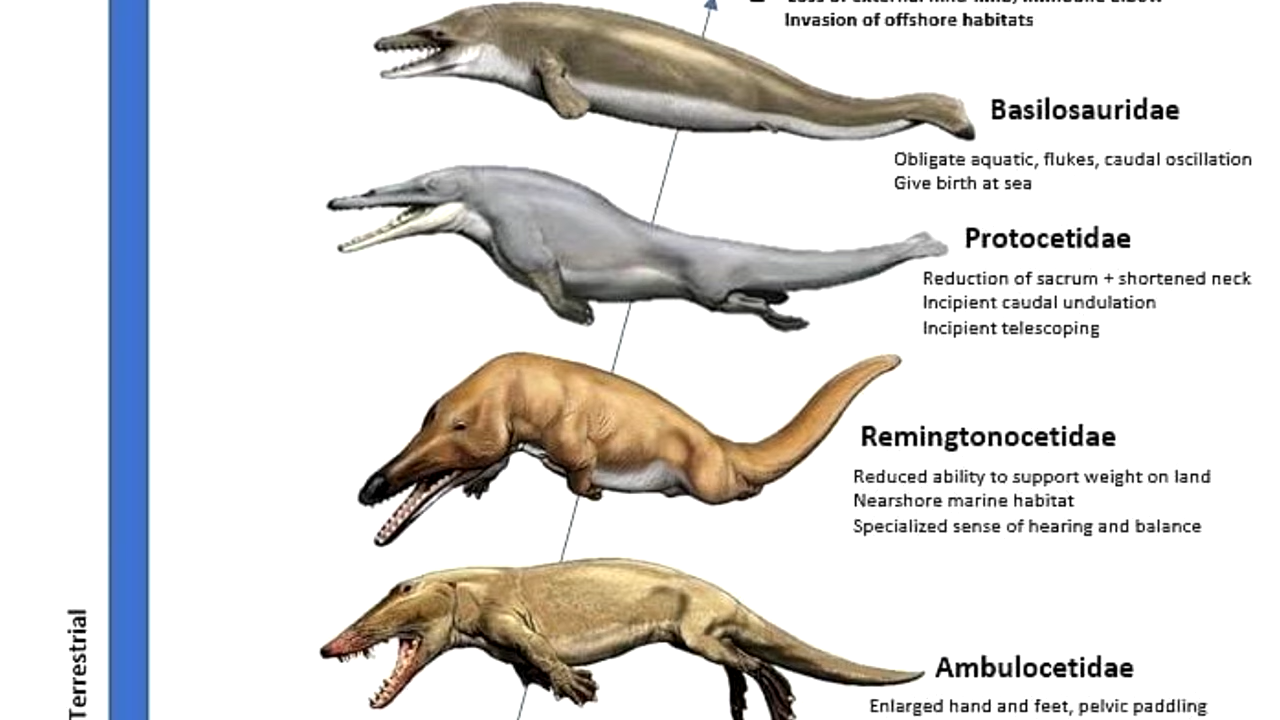 Invasion of offshore habitats
Basilosauridae
Obligate aquatic, flukes, caudal oscillation
Give birth at sea
Protocetidae
Reduction of sacrum + shortened neck
Incipient caudal undulation
Incipient telescoping
Remingtonocetidae
Reduced ability to support weight on land
Nearshore marine habitat
Specialized sense of hearing and balance
Terrestrial
Ambulocetidae
Enlarged hand and feet, pelvic paddling